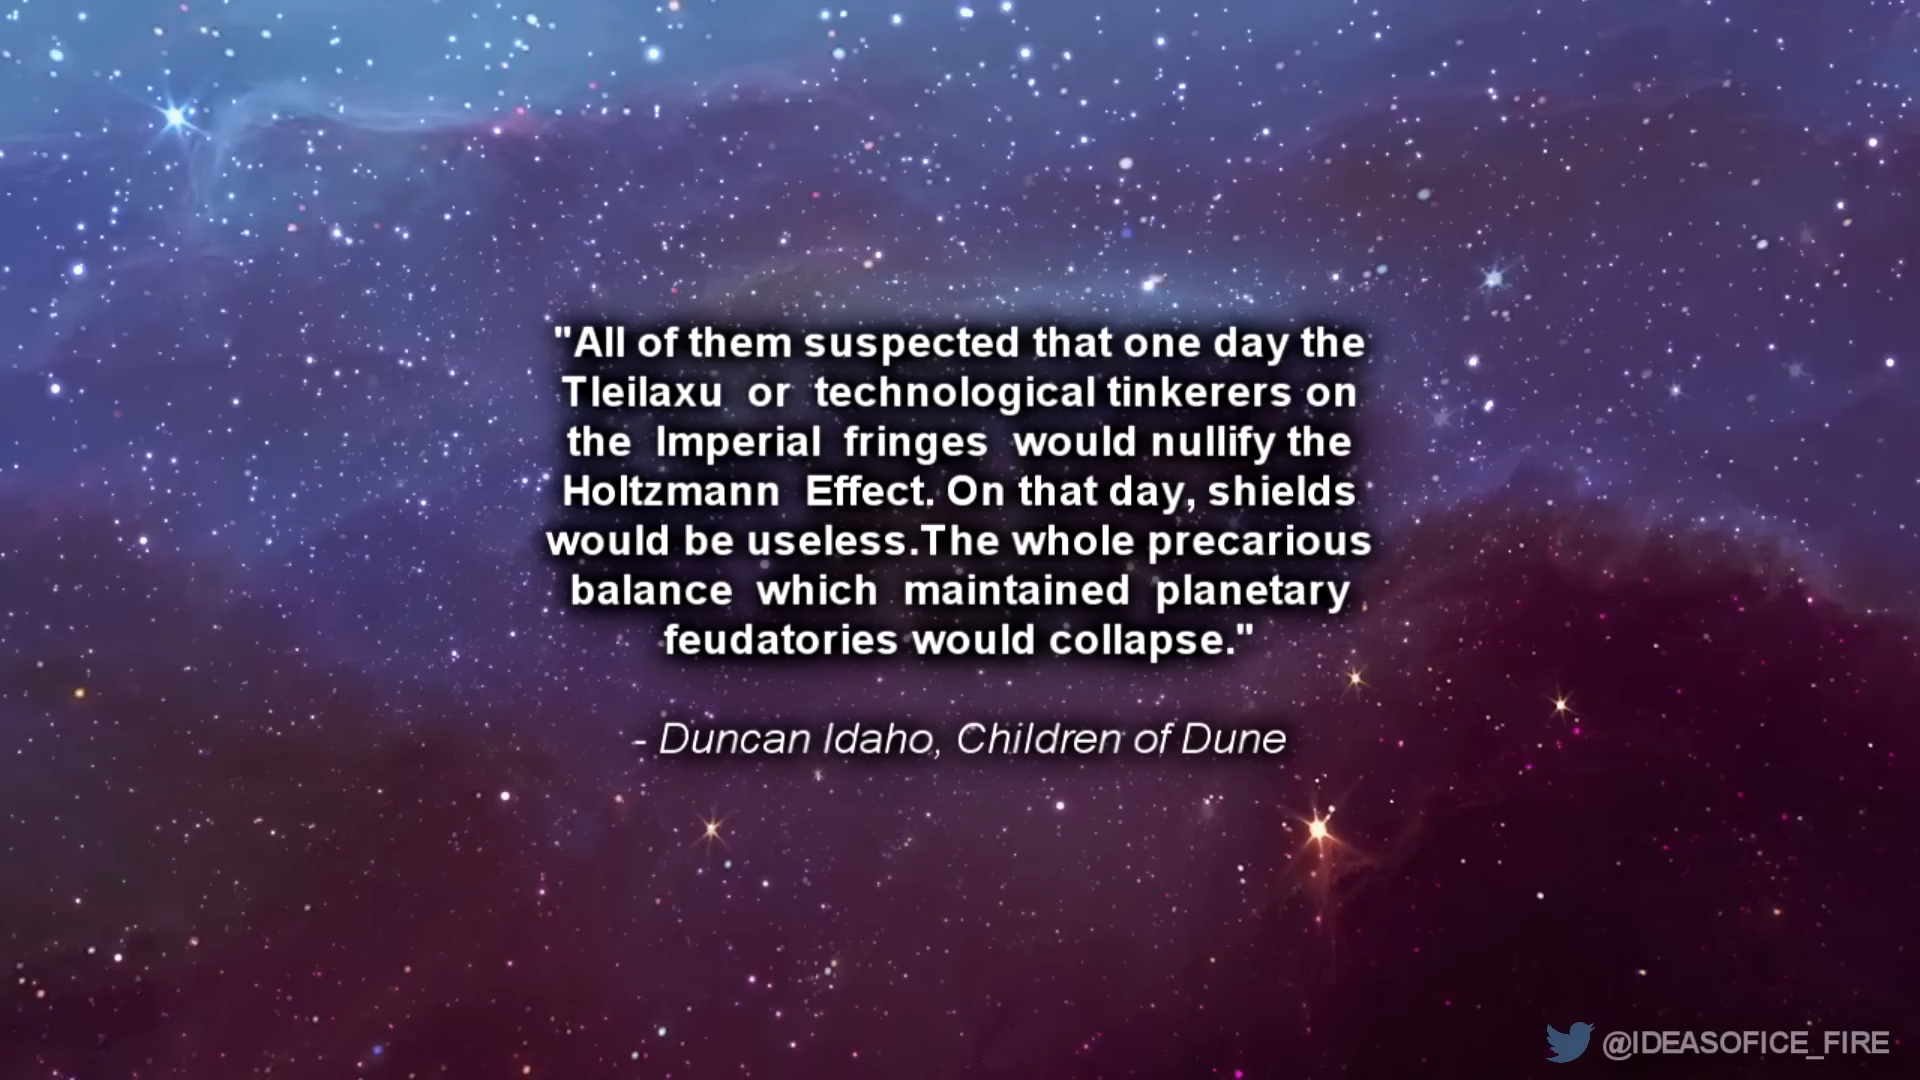 "All of them suspected that one day the
Tleilaxu or technological tinkerers on
the Imperial fringes would nullify the
Holtzmann Effect. On that day, shields
would be useless.The whole precarious
balance which maintained planetary
feudatories would collapse."
- Duncan Idaho, Children of Dune
@IDEASOFICE_FIRE